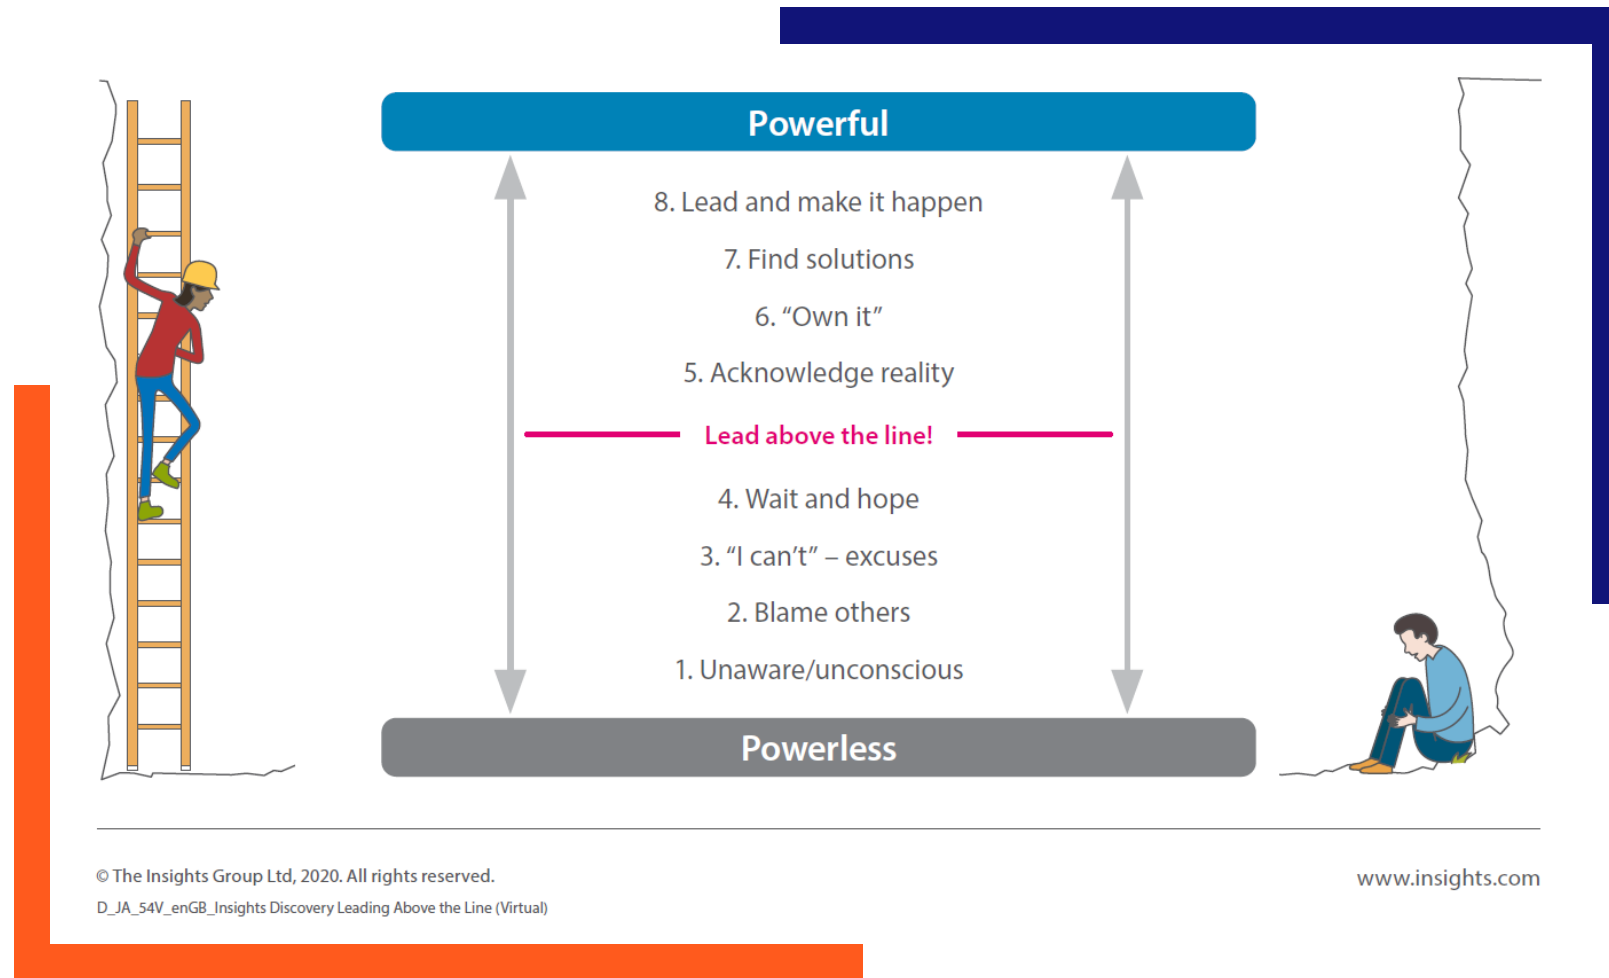 Powerful
8. Lead and make it happen
7. Find solutions
6. “Own it”
5. Acknowledge reality
Lead above the line!
4. Wait and hope
3. “I can’t” – excuses
2. Blame others
1. Unaware/unconscious
Powerless
© The Insights Group Ltd, 2020. All rights reserved.
www.insights.com
D_JA_54V_enGB_Insights Discovery Leading Above the Line (Virtual)